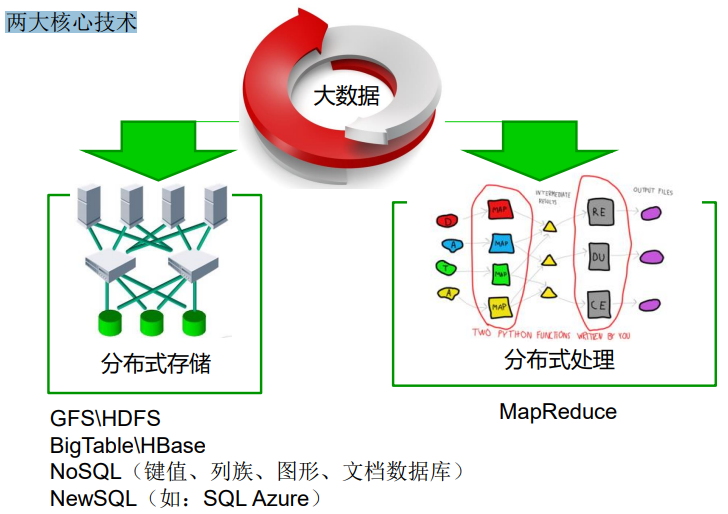 两大核心技术
大数据
INTERMEDIATE
RESULTS
OUTPUT FILES
D
MAP
RE
A
MAP
DU
T
MAP
A
MAP
CE
TWO PYTHON FUNCTIONS WRITTEN BY YOU
分布式存储
分布式处理
GFS\HDFS
BigTable\HBase
NoSQL（键值、列族、图形、文档数据库）
NewSQL（如：SQL Azure）
MapReduce